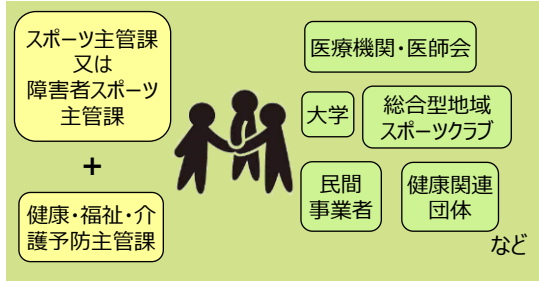 スポーツ主管課
又は
障害者スポーツ
主管課
+
健康・福祉・介
護予防主管課
医療機関・医師会
大学
総合型地域
スポーツクラブ
民間
事業者
健康関連
団体
など